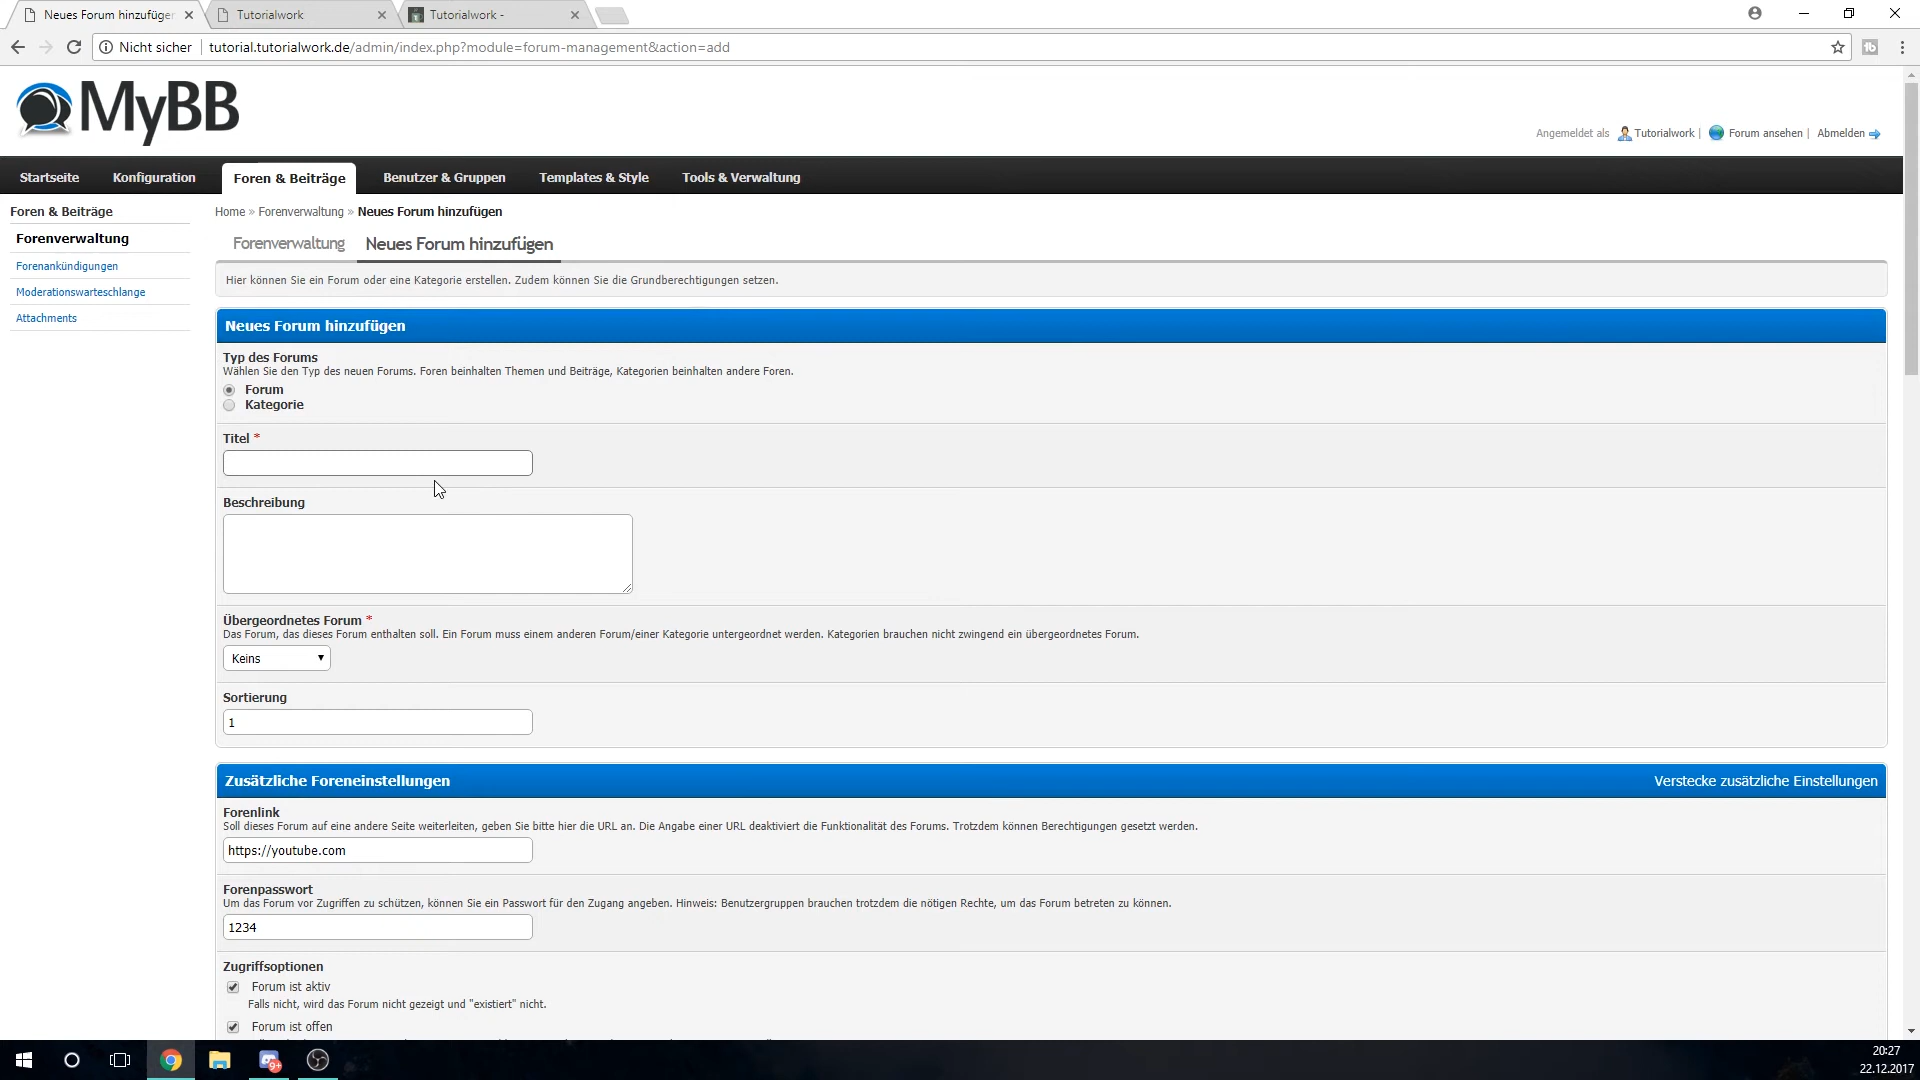 Neues Forum hinzufüger
Tutorialwork
Tutorialwork -
Nicht sicher
tutorial.tutorialwork.de/admin/index.php?module=forum-management&action=add
MyBB
Angemeldet als Tutorialwork | Forum ansehen | Abmelden
Startseite Konfiguration Foren & Beiträge Benutzer & Gruppen Templates & Style Tools & Verwaltung
Foren & Beiträge
Forenverwaltung
Forenankündigungen
Moderationswarteschlange
Attachments
Home » Forenverwaltung » Neues Forum hinzufügen
Forenverwaltung Neues Forum hinzufügen
Hier können Sie ein Forum oder eine Kategorie erstellen. Zudem können Sie die Grundberechtigungen setzen.
Neues Forum hinzufügen
Typ des Forums
Wählen Sie den Typ des neuen Forums. Foren beinhalten Themen und Beiträge, Kategorien beinhalten andere Foren.
Forum
Kategorie
Titel *
Beschreibung
Übergeordnetes Forum *
Das Forum, das dieses Forum enthalten soll. Ein Forum muss einem anderen Forum/einer Kategorie untergeordnet werden. Kategorien brauchen nicht zwingend ein übergeordnetes Forum.
Keins
Sortierung
1
Zusätzliche Foreneinstellungen
Verstecke zusätzliche Einstellungen
Forenlink
Soll dieses Forum auf eine andere Seite weiterleiten, geben Sie bitte hier die URL an. Die Angabe einer URL deaktiviert die Funktionalität des Forums. Trotzdem können Berechtigungen gesetzt werden.
https://youtube.com
Forenpasswort
Um das Forum vor Zugriffen zu schützen, können Sie ein Passwort für den Zugang angeben. Hinweis: Benutzergruppen brauchen trotzdem die nötigen Rechte, um das Forum betreten zu können.
1234
Zugriffsoptionen
Forum ist aktiv
Falls nicht, wird das Forum nicht gezeigt und "existiert" nicht.
Forum ist offen
9+
20:27
22.12.2017